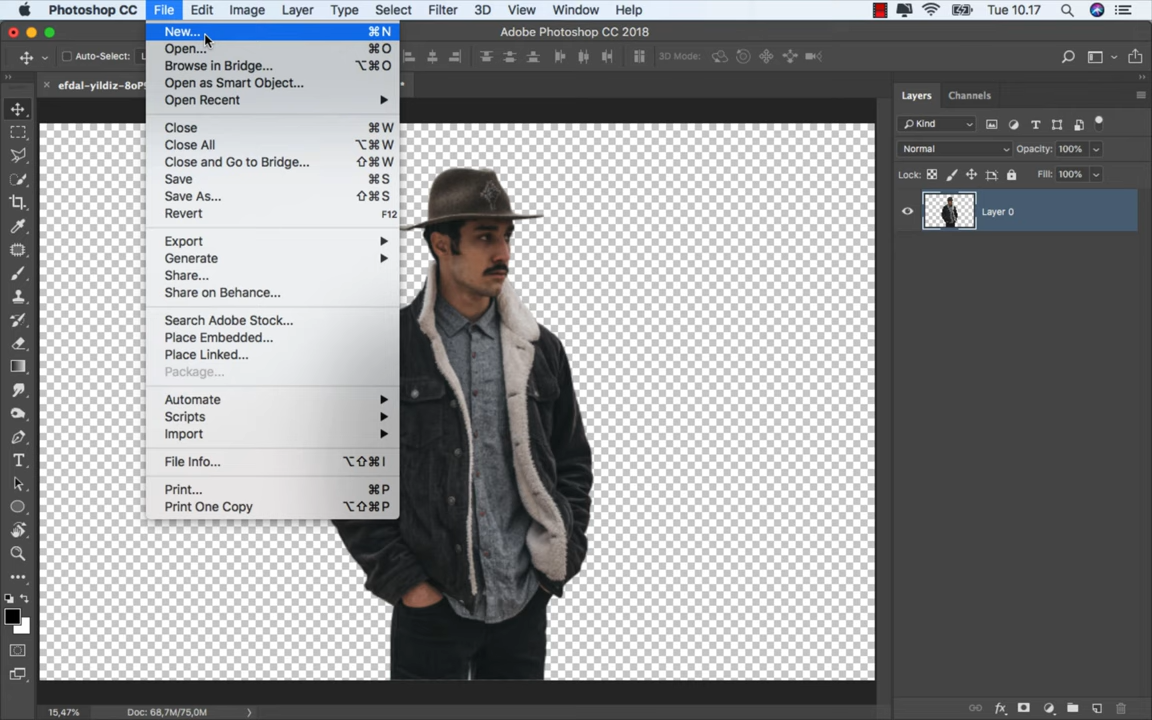 Photoshop CC File Edit Image Layer Type Select Filter 3D View Window Help Tue 10.17
Adobe Photoshop CC 2018
Auto-Select: 3D Mode:
efdal-yildiz-8oP
New... ⌘N
Open... ⌘O
Browse in Bridge... ⌥⌘O
Open as Smart Object...
Open Recent
Close ⌘W
Close All ⌥⌘W
Close and Go to Bridge... ⇧⌘W
Save ⌘S
Save As... ⇧⌘S
Revert F12
Export
Generate
Share...
Share on Behance...
Search Adobe Stock...
Place Embedded...
Place Linked...
Package...
Automate
Scripts
Import
File Info... ⌥⇧⌘I
Print... ⌘P
Print One Copy ⌥⇧⌘P
Layers Channels
Kind
Normal Opacity: 100%
Lock: Fill: 100%
Layer 0
15,47% Doc: 68,7M/75,0M